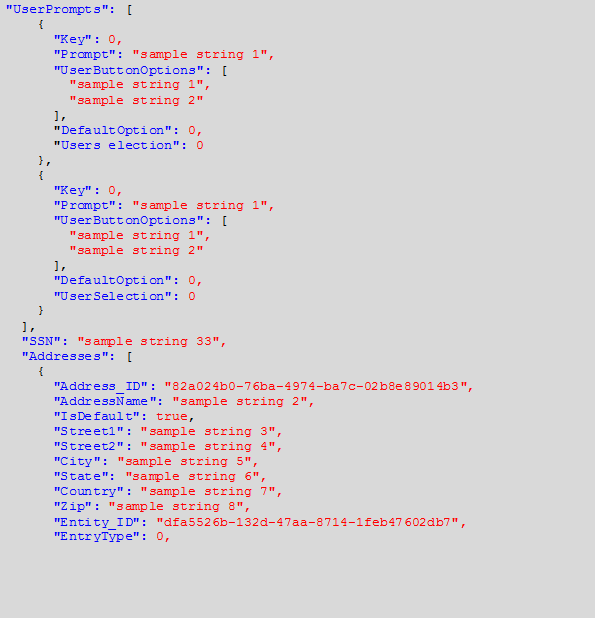 "UserPrompts": [
{
"Key": 0,
"Prompt": "sample string 1",
"UserButtonOptions": [
"sample string 1",
"sample string 2"
],
"DefaultOption": 0,
"Users election": 0
},
{
"Key": 0,
"Prompt": "sample string 1",
"UserButtonOptions": [
"sample string 1",
"sample string 2"
],
"DefaultOption": 0,
"UserSelection": 0
}
],
"SSN": "sample string 33",
"Addresses": [
{
"Address_ID": "82a024b0-76ba-4974-ba7c-02b8e89014b3",
"AddressName": "sample string 2",
"IsDefault": true,
"Street1": "sample string 3",
"Street2": "sample string 4",
"City": "sample string 5",
"State": "sample string 6",
"Country": "sample string 7",
"Zip": "sample string 8",
"Entity_ID": "dfa5526b-132d-47aa-8714-1feb47602db7",
"EntryType": 0,